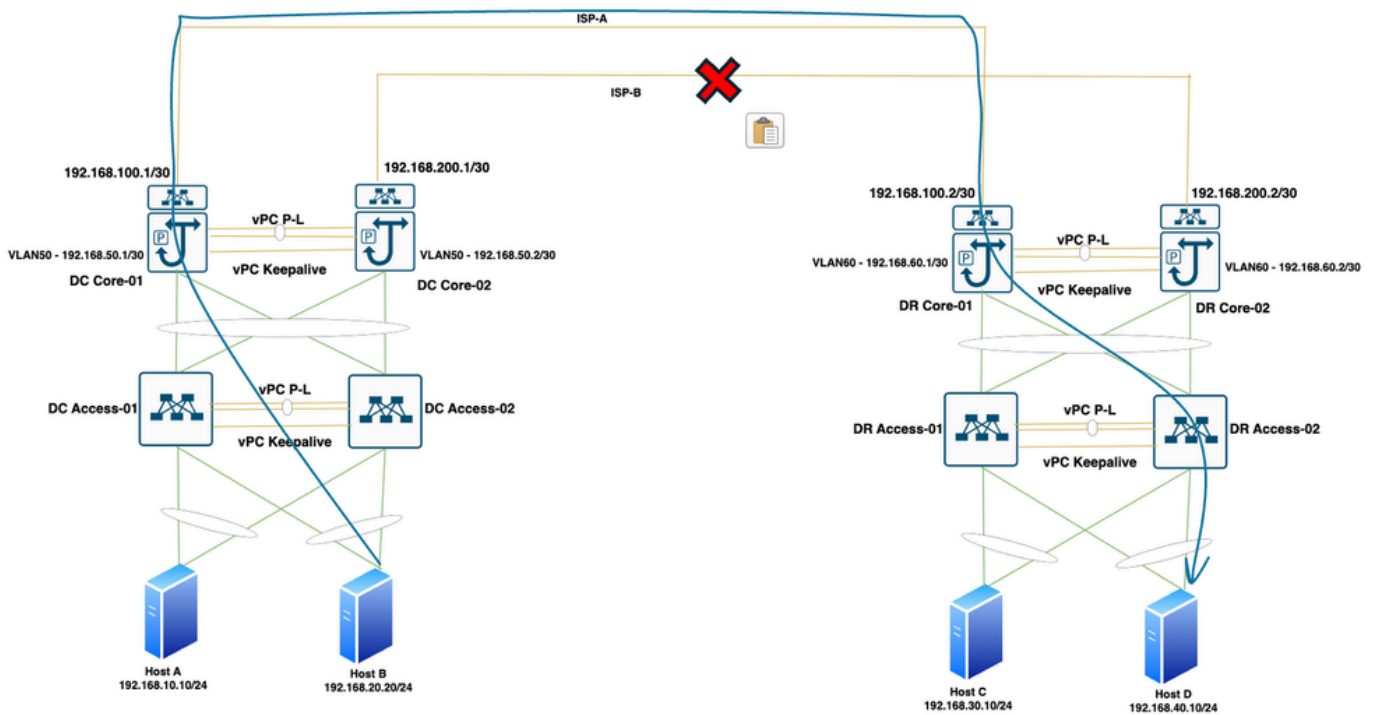 ISP-A
ISP-B
192.168.100.1/30
192.168.200.1/30
192.168.100.2/30
192.168.200.2/30
vPC P-L
vPC P-L
P
P
P
P
VLAN50 - 192.168.50.1/30
VLAN50 - 192.168.50.2/30
VLAN60 - 192.168.60.1/30
VLAN60 - 192.168.60.2/30
vPC Keepalive
vPC Keepalive
DC Core-01
DC Core-02
DR Core-01
DR Core-02
vPC P-L
vPC P-L
DC Access-01
DC Access-02
DR Access-01
DR Access-02
vPC Keepalive
vPC Keepalive
Host A
192.168.10.10/24
Host B
192.168.20.20/24
Host C
192.168.30.10/24
Host D
192.168.40.10/24